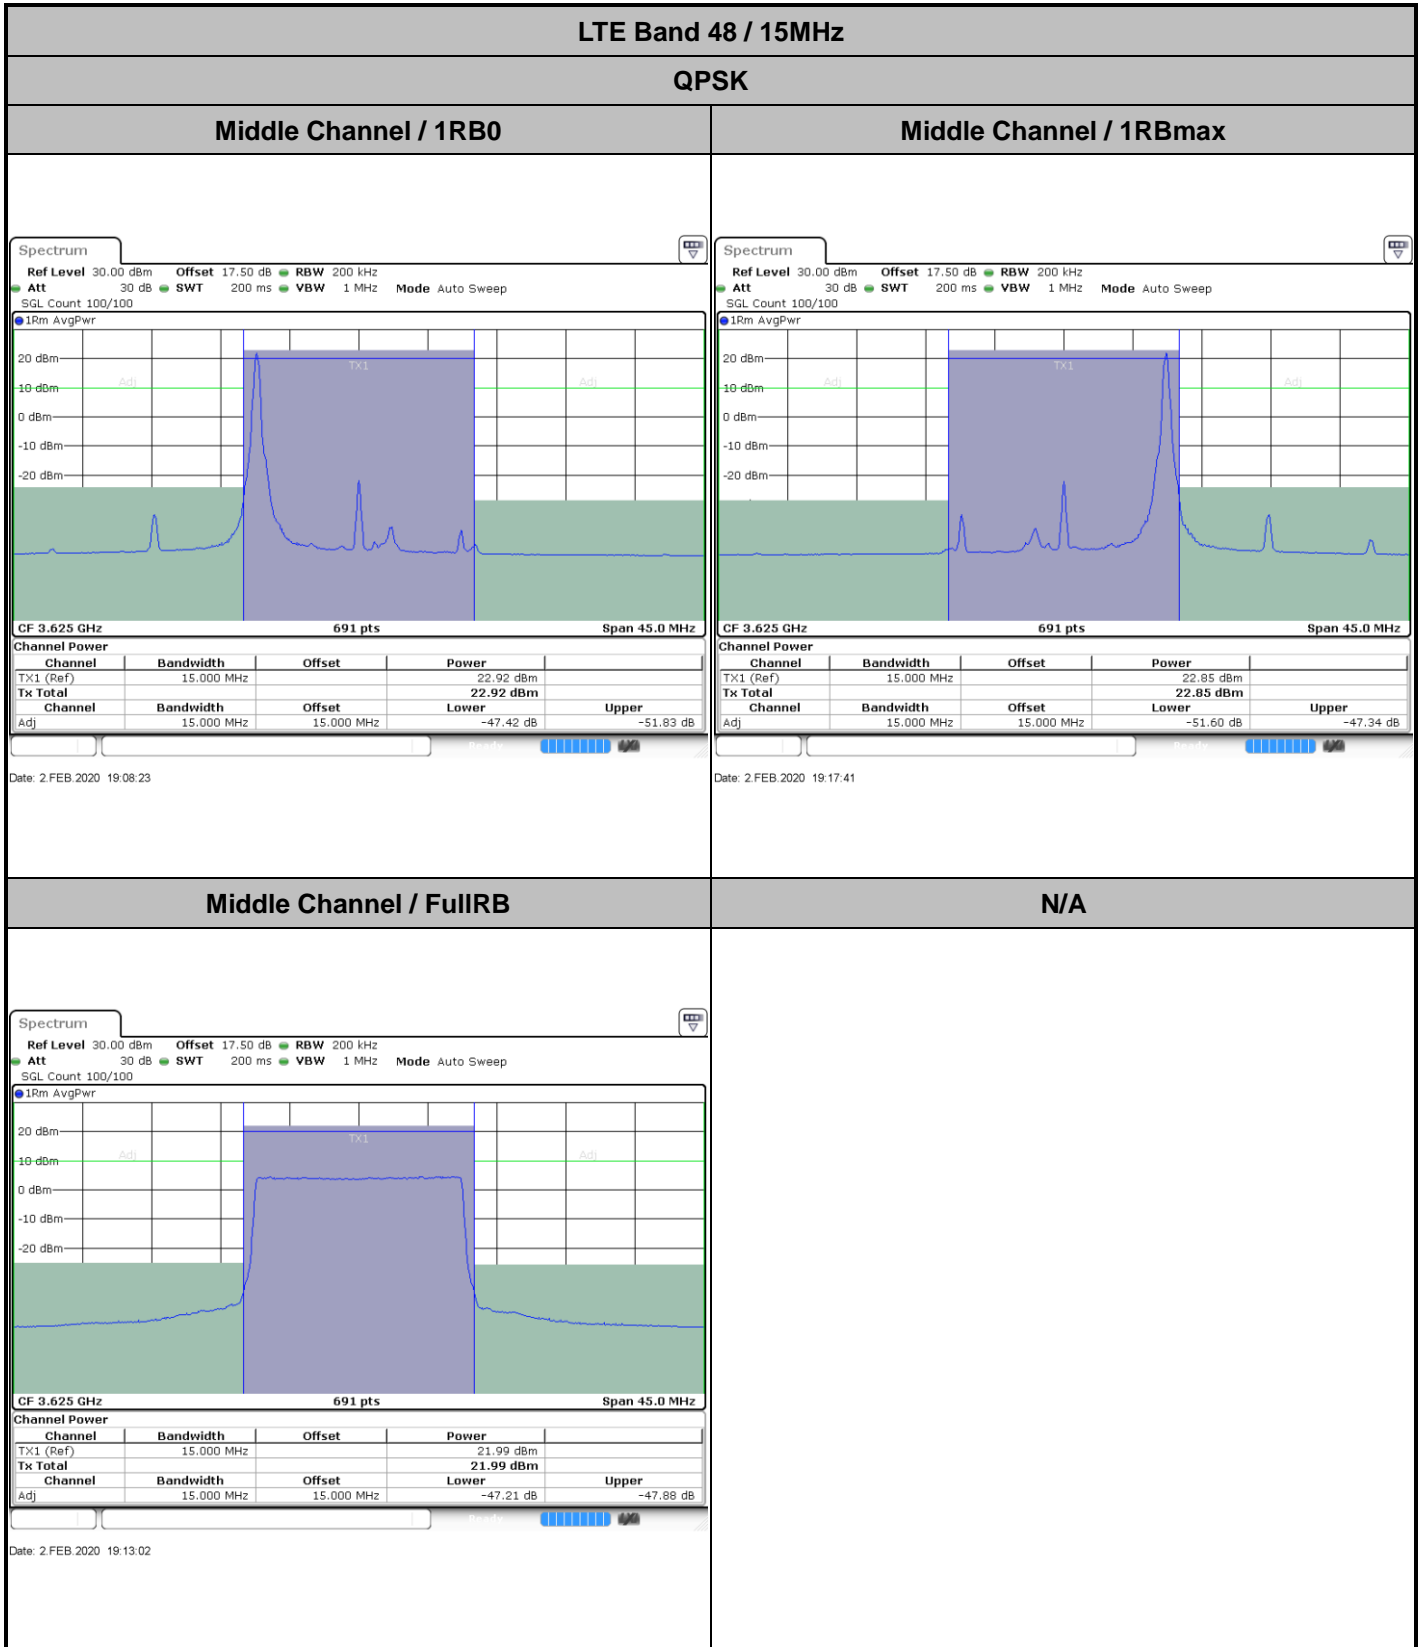 LTE Band 48 / 15MHz
QPSK
Middle Channel / 1RB0
Middle Channel / 1RBmax
Spectrum
Ref Level 30.00 dBm Offset 17.50 dB RBW 200 kHz
Att 30 dB SWT 200 ms VBW 1 MHz Mode Auto Sweep
SGL Count 100/100
1Rm AvgPwr
20 dBm
TX1
10 dBm
Adj
Adj
0 dBm
-10 dBm
-20 dBm
CF 3.625 GHz 691 pts Span 45.0 MHz
Channel Power
Channel Bandwidth Offset Power
TX1 (Ref) 15.000 MHz 22.92 dBm
Tx Total 22.92 dBm
Channel Bandwidth Offset Lower Upper
Adj 15.000 MHz 15.000 MHz -47.42 dB -51.83 dB
Ready
Date: 2.FEB.2020 19:08:23
Spectrum
Ref Level 30.00 dBm Offset 17.50 dB RBW 200 kHz
Att 30 dB SWT 200 ms VBW 1 MHz Mode Auto Sweep
SGL Count 100/100
1Rm AvgPwr
20 dBm
TX1
10 dBm
Adj
Adj
0 dBm
-10 dBm
-20 dBm
CF 3.625 GHz 691 pts Span 45.0 MHz
Channel Power
Channel Bandwidth Offset Power
TX1 (Ref) 15.000 MHz 22.85 dBm
Tx Total 22.85 dBm
Channel Bandwidth Offset Lower Upper
Adj 15.000 MHz 15.000 MHz -51.60 dB -47.34 dB
Ready
Date: 2.FEB.2020 19:17:41
Middle Channel / FullRB
N/A
Spectrum
Ref Level 30.00 dBm Offset 17.50 dB RBW 200 kHz
Att 30 dB SWT 200 ms VBW 1 MHz Mode Auto Sweep
SGL Count 100/100
1Rm AvgPwr
20 dBm
TX1
10 dBm
Adj
Adj
0 dBm
-10 dBm
-20 dBm
CF 3.625 GHz 691 pts Span 45.0 MHz
Channel Power
Channel Bandwidth Offset Power
TX1 (Ref) 15.000 MHz 21.99 dBm
Tx Total 21.99 dBm
Channel Bandwidth Offset Lower Upper
Adj 15.000 MHz 15.000 MHz -47.21 dB -47.88 dB
Ready
Date: 2.FEB.2020 19:13:02